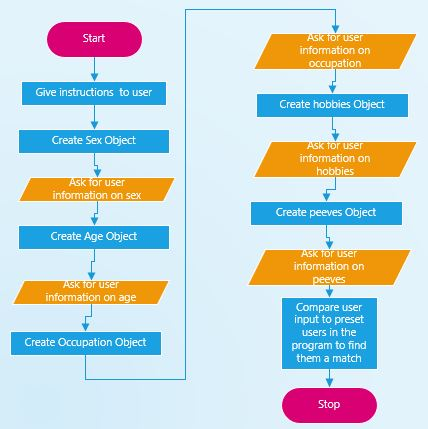 Start
Give instructions to user
Create Sex Object
Ask for user
information on sex
Create Age Object
Ask for user
information on age
Create Occupation Object
Ask for user
information on
occupation
Create hobbies Object
Ask for user
information on
hobbies
Create peeves Object
Ask for user
information on
peeves
Compare user
input to preset
users in the
program to find
them a match
Stop